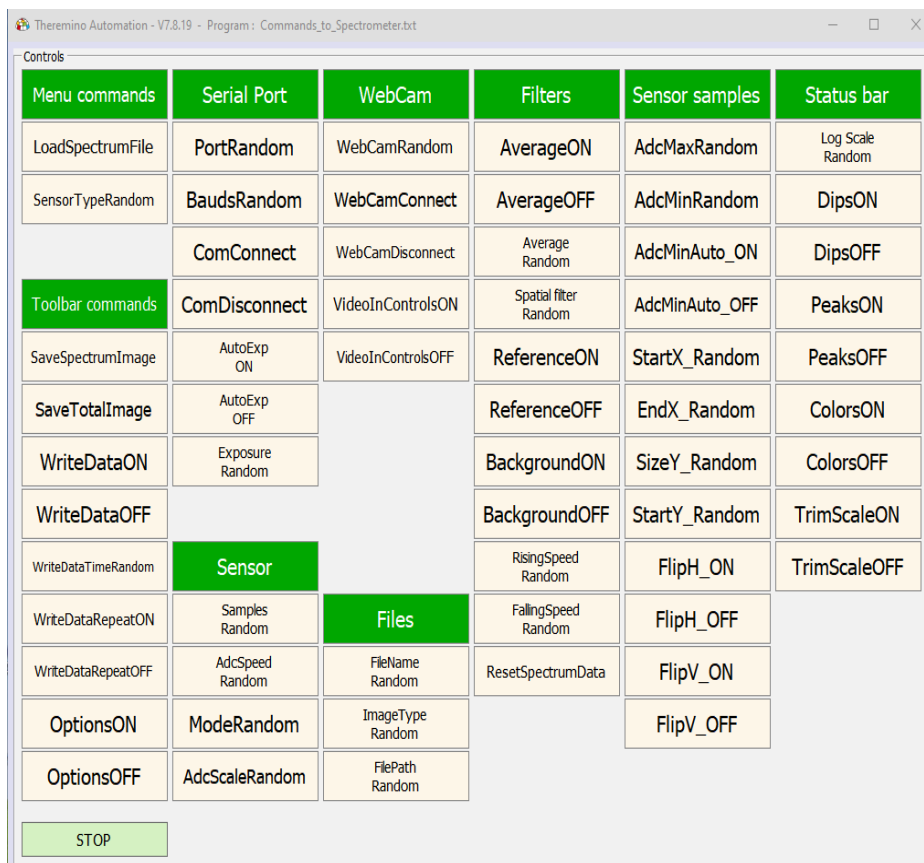 Theremino Automation - V7.8.19 - Program : Commands_to_Spectrometer.txt
Controls
Menu commands
LoadSpectrumFile
SensorTypeRandom
Toolbar commands
SaveSpectrumImage
SaveTotalImage
WriteDataON
WriteDataOFF
WriteDataTimeRandom
WriteDataRepeatON
WriteDataRepeatOFF
OptionsON
OptionsOFF
STOP
Serial Port
PortRandom
BaudsRandom
ComConnect
ComDisconnect
AutoExp
ON
AutoExp
OFF
Exposure
Random
Sensor
Samples
Random
AdcSpeed
Random
ModeRandom
AdcScaleRandom
WebCam
WebCamRandom
WebCamConnect
WebCamDisconnect
VideoInControlsON
VideoInControlsOFF
Files
FileName
Random
ImageType
Random
FilePath
Random
Filters
AverageON
AverageOFF
Average
Random
Spatial filter
Random
ReferenceON
ReferenceOFF
BackgroundON
BackgroundOFF
RisingSpeed
Random
FallingSpeed
Random
ResetSpectrumData
Sensor samples
AdcMaxRandom
AdcMinRandom
AdcMinAuto_ON
AdcMinAuto_OFF
StartX_Random
EndX_Random
SizeY_Random
StartY_Random
FlipH_ON
FlipH_OFF
FlipV_ON
FlipV_OFF
Status bar
Log Scale
Random
DipsON
DipsOFF
PeaksON
PeaksOFF
ColorsON
ColorsOFF
TrimScaleON
TrimScaleOFF